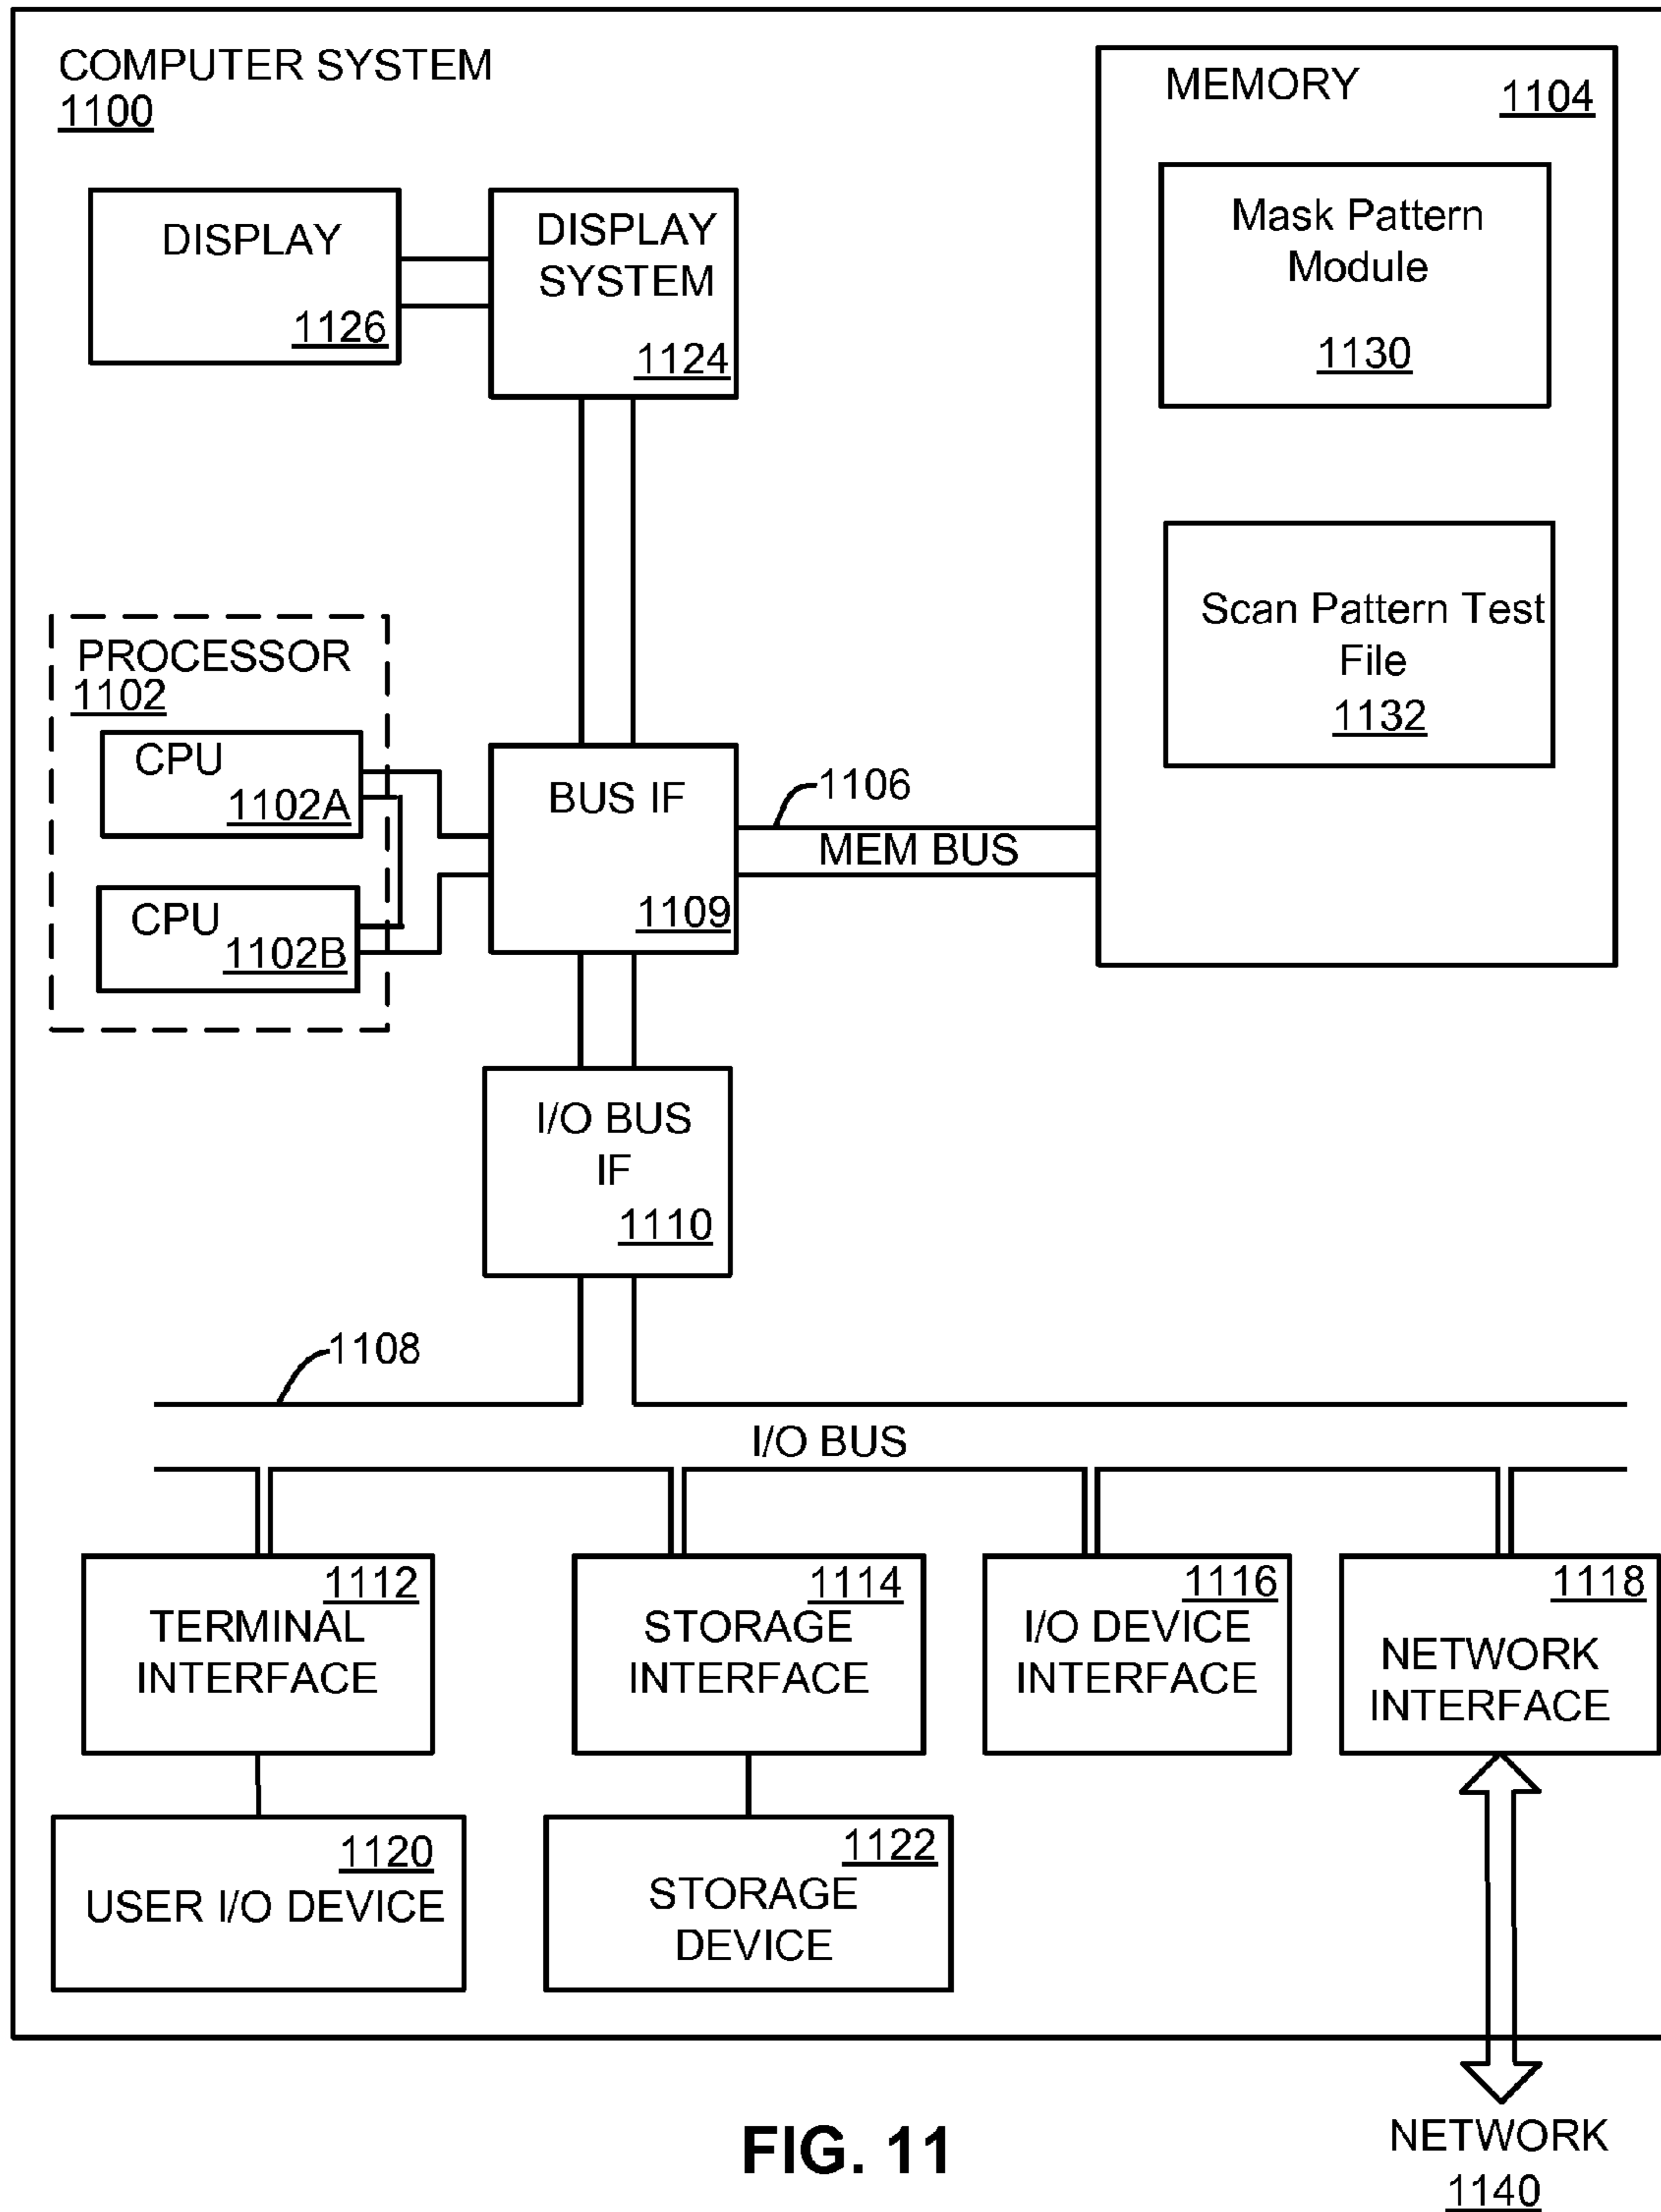 COMPUTER SYSTEM
1100
MEMORY
1104
Mask Pattern
Module
1130
DISPLAY
1126
DISPLAY
SYSTEM
1124
Scan Pattern Test
File
1132
PROCESSOR
1102
CPU
1102A
CPU
1102B
BUS IF
1109
1106
MEM BUS
I/O BUS
IF
1110
1108
I/O BUS
1112
TERMINAL
INTERFACE
1114
STORAGE
INTERFACE
1116
I/O DEVICE
INTERFACE
1118
NETWORK
INTERFACE
1120
USER I/O DEVICE
1122
STORAGE
DEVICE
FIG. 11
NETWORK
1140